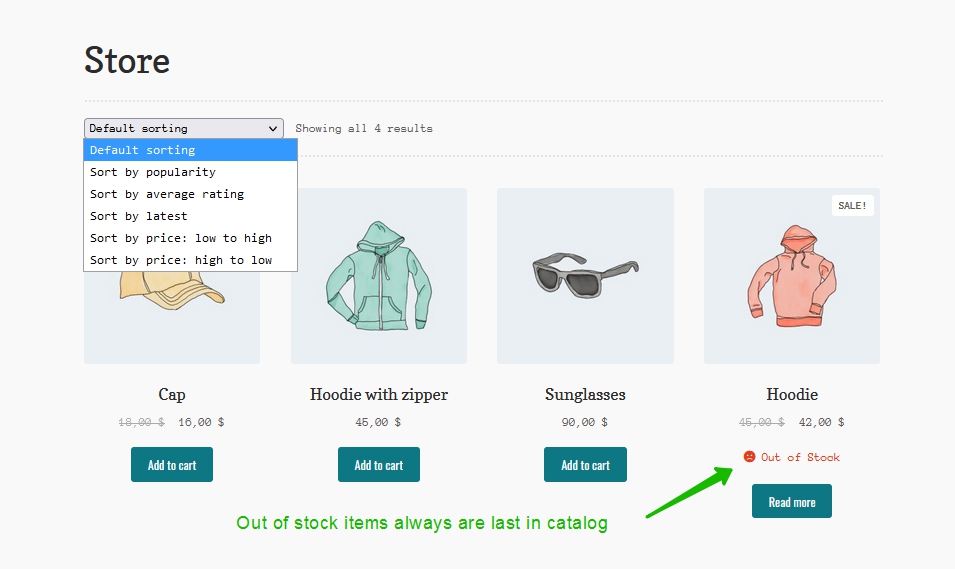 Store
Default sorting
Showing all 4 results
Default sorting
Sort by popularity
Sort by average rating
Sort by latest
Sort by price: low to high
Sort by price: high to low
SALE!
Cap
18,00 $ 16,00 $
Add to cart
Hoodie with zipper
45,00 $
Add to cart
Sunglasses
90,00 $
Add to cart
Hoodie
45,00 $ 42,00 $
Out of Stock
Read more
Out of stock items always are last in catalog